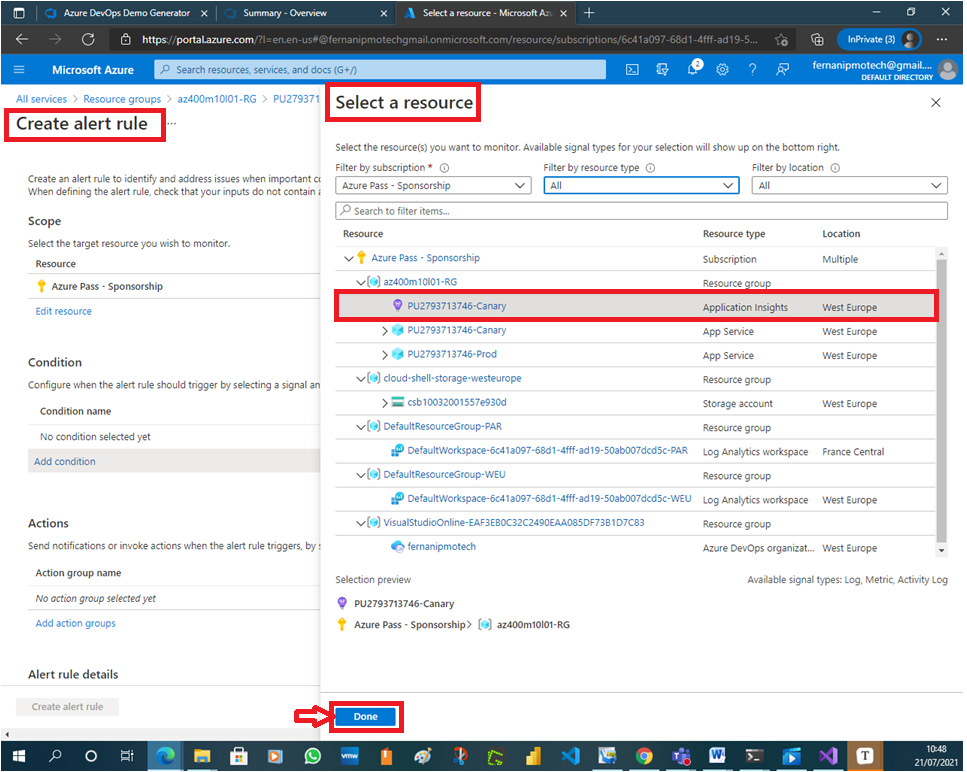 Azure DevOps Demo Generator
Summary - Overview
Select a resource - Microsoft Az
https://portal.azure.com/?l=en.en-us#@fernanipmotechgmail.onmicrosoft.com/resource/subscriptions/6c41a097-68d1-4fff-ad19-5...
InPrivate (3)
Microsoft Azure
Search resources, services, and docs (G+/)
2
fernanipmotech@gmail....
DEFAULT DIRECTORY
All services > Resource groups > az400m10l01-RG > PU279371
Create alert rule ...
Create an alert rule to identify and address issues when important co
When defining the alert rule, check that your inputs do not contain a
Scope
Select the target resource you wish to monitor.
Resource
Azure Pass - Sponsorship
Edit resource
Condition
Configure when the alert rule should trigger by selecting a signal an
Condition name
No condition selected yet
Add condition
Actions
Send notifications or invoke actions when the alert rule triggers, by s
Action group name
No action group selected yet
Add action groups
Alert rule details
Create alert rule
Select a resource
Select the resource(s) you want to monitor. Available signal types for your selection will show up on the bottom right.
Filter by subscription * Filter by resource type Filter by location
Azure Pass - Sponsorship All All
Search to filter items...
Resource Resource type Location
Azure Pass - Sponsorship Subscription Multiple
az400m10l01-RG Resource group
PU2793713746-Canary Application Insights West Europe
PU2793713746-Canary App Service West Europe
PU2793713746-Prod App Service West Europe
cloud-shell-storage-westeurope Resource group
csb10032001557e930d Storage account West Europe
DefaultResourceGroup-PAR Resource group
DefaultWorkspace-6c41a097-68d1-4fff-ad19-50ab007dcd5c-PAR Log Analytics workspace France Central
DefaultResourceGroup-WEU Resource group
DefaultWorkspace-6c41a097-68d1-4fff-ad19-50ab007dcd5c-WEU Log Analytics workspace West Europe
VisualStudioOnline-EAF3EB0C32C2490EAA085DF73B1D7C83 Resource group
fernanipmotech Azure DevOps organizat... West Europe
Selection preview Available signal types: Log, Metric, Activity Log
PU2793713746-Canary
Azure Pass - Sponsorship > az400m10l01-RG
Done
vmw
W
T
10:48
21/07/2021